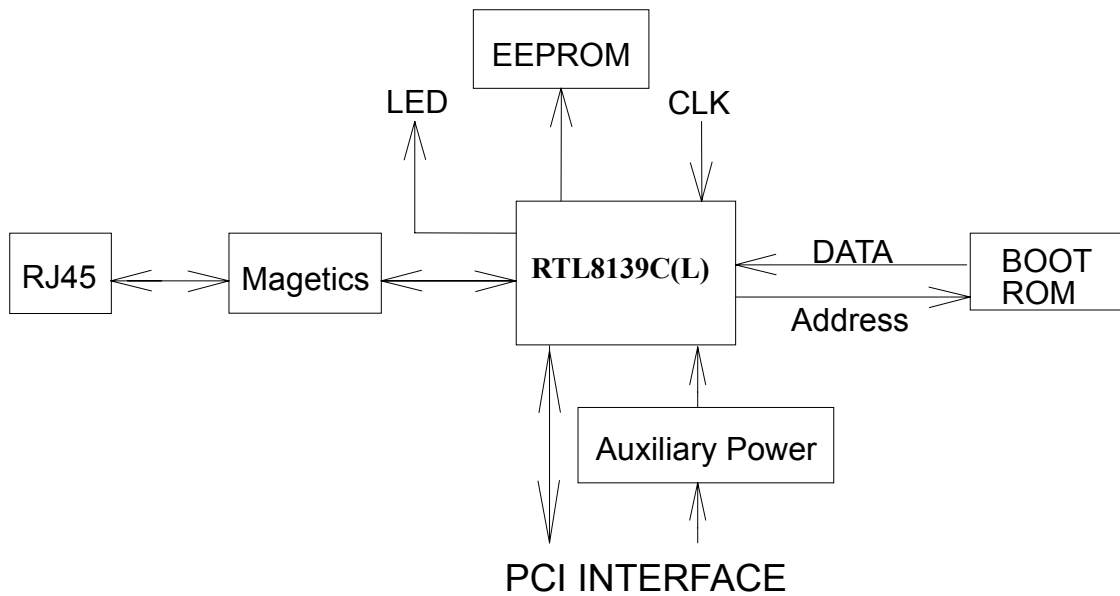 EEPROM
LED
CLK
RJ45
Magetics
RTL8139C(L)
DATA
Address
BOOT
ROM
Auxiliary Power
PCI INTERFACE